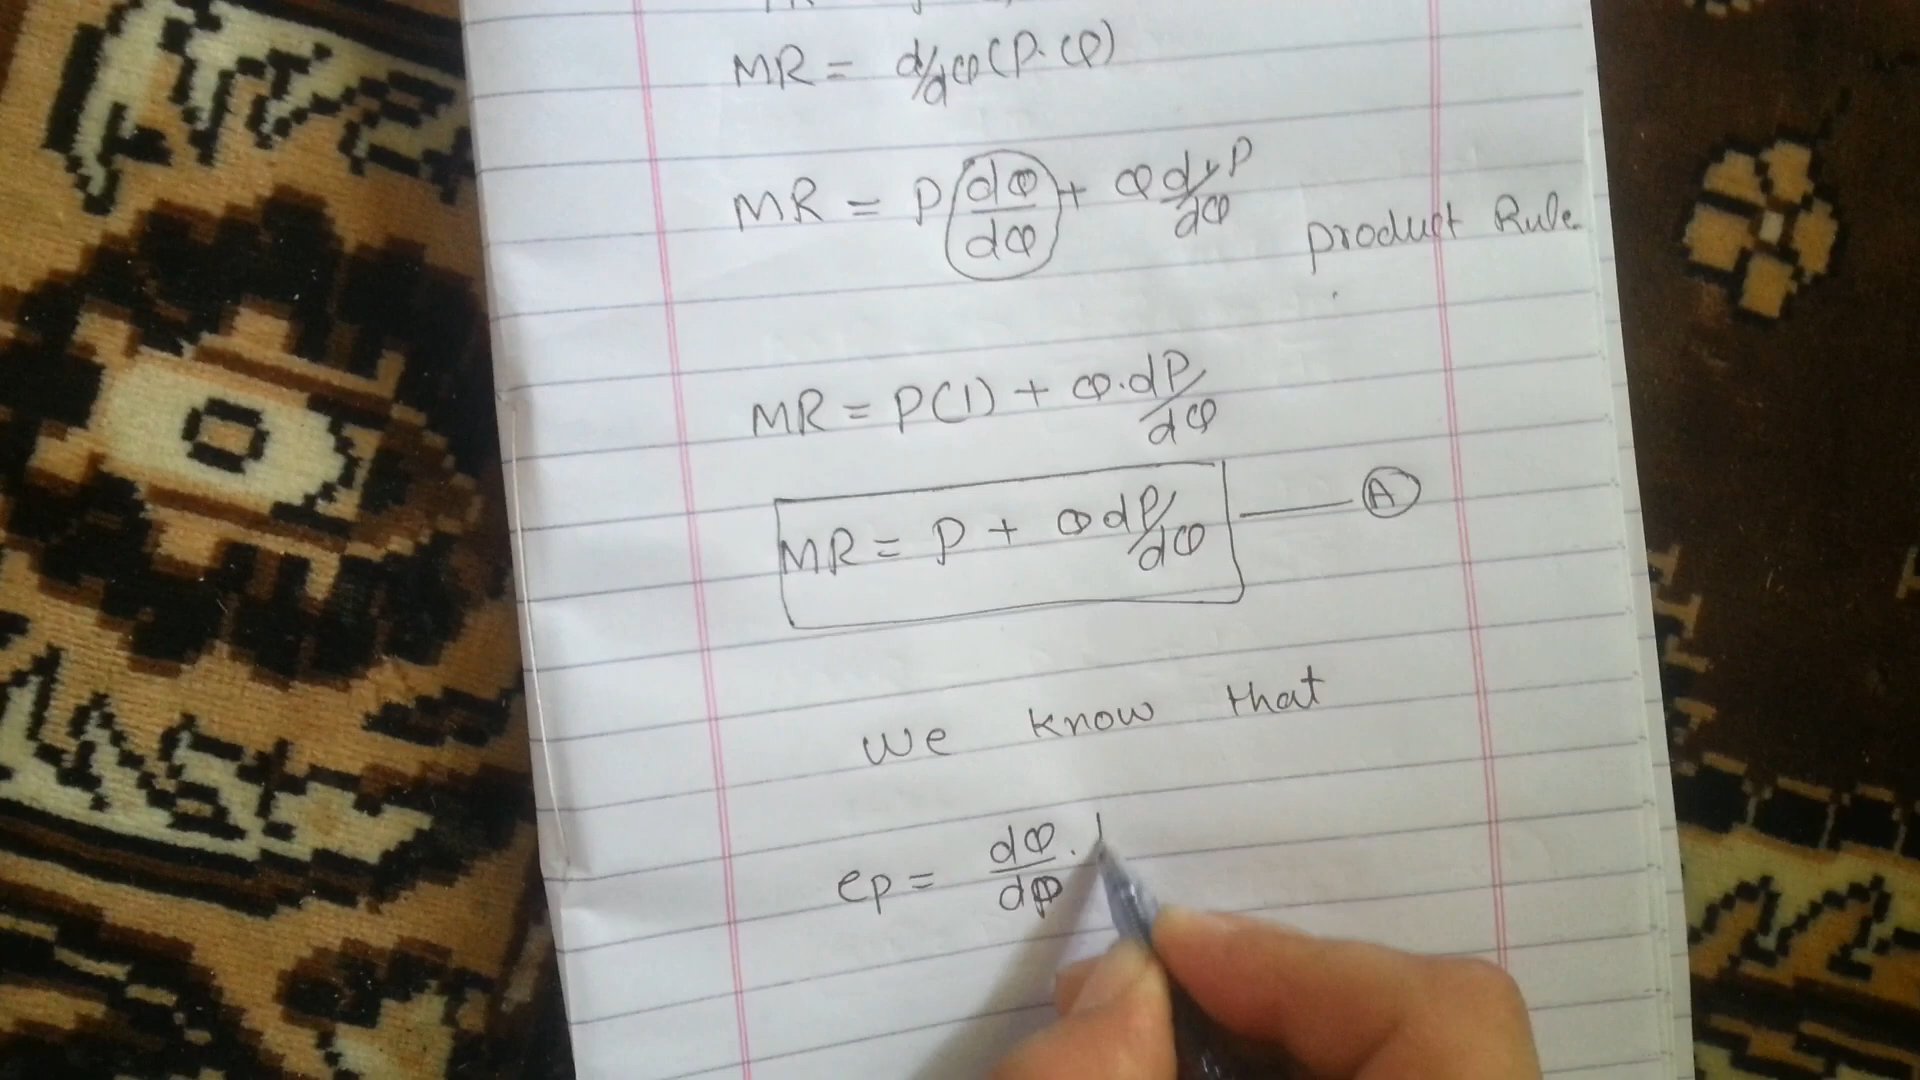 MR = d/dQ (P.Q)
MR = P dQ/dQ + Q dP/dQ Product Rule
MR = P(1) + Q.dP/dQ
MR = P + Q dP/dQ — A
We know that
ep = dQ/dP .